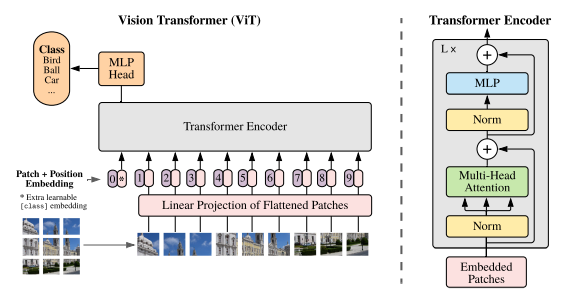 Vision Transformer (ViT)
Class
Bird
Ball
Car
...
MLP
Head
Transformer Encoder
Patch + Position
Embedding
0 * 1 2 3 4 5 6 7 8 9
* Extra learnable
[class] embedding
Linear Projection of Flattened Patches
Transformer Encoder
L ×
+
MLP
Norm
+
Multi-Head
Attention
Norm
Embedded
Patches